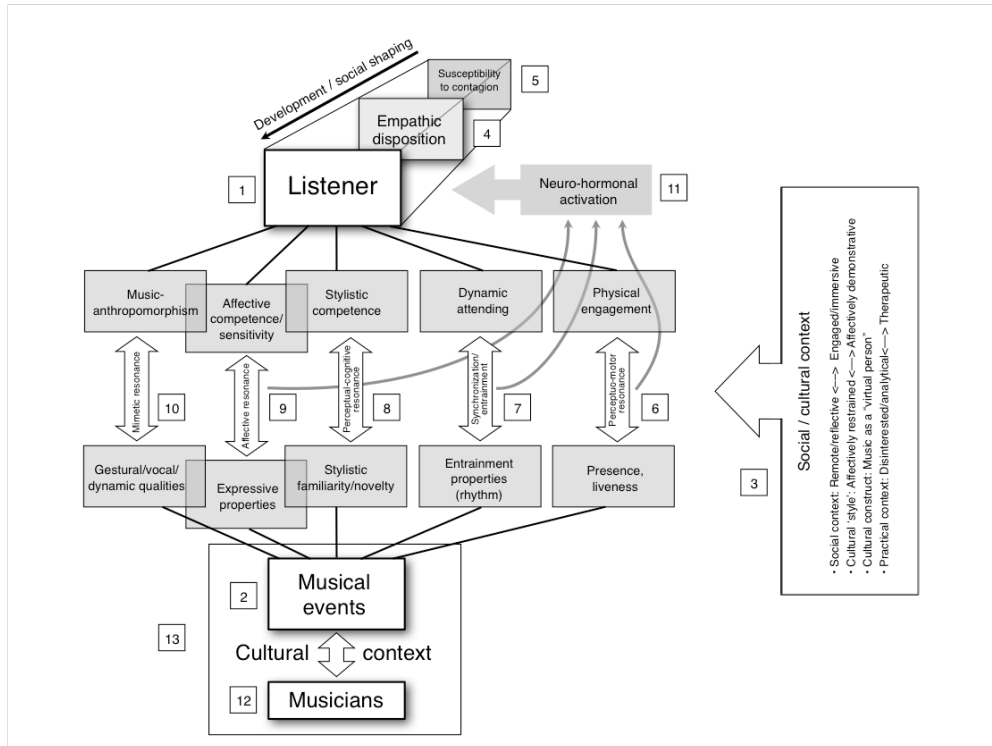 Development / social shaping
Susceptibility
to contagion
5
Empathic
disposition
4
1
Listener
Neuro-hormonal
activation
11
Music-
anthropomorphism
Affective
competence/
sensitivity
Stylistic
competence
Dynamic
attending
Physical
engagement
Mimetic resonance
10
Affective resonance
9
Perceptual-cognitive
resonance
8
Synchronization/
entrainment
7
Perceptuo-motor
resonance
6
Gestural/vocal/
dynamic qualities
Expressive
properties
Stylistic
familiarity/novelty
Entrainment
properties
(rhythm)
Presence,
liveness
3
Social / cultural context
• Social context: Remote/reflective <—> Engaged/immersive
• Cultural 'style': Affectively restrained <—> Affectively demonstrative
• Cultural construct: Music as a "virtual person"
• Practical context: Disinterested/analytical<—> Therapeutic
2
Musical
events
13
Cultural context
12
Musicians